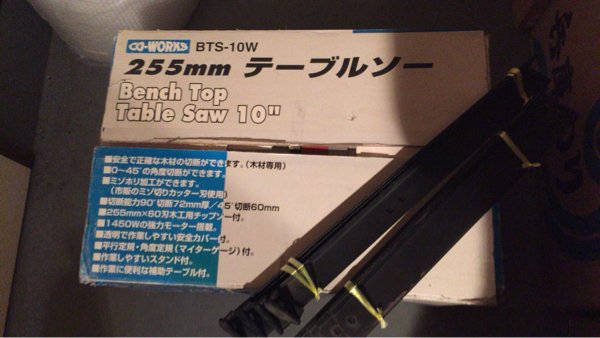 CO-WORKS BTS-10W
255mm テーブルソー
Bench Top
Table Saw 10"
■安全で正確な木材の切断ができます。(木材専用)
■0〜45°の角度切断ができます。
■ミゾホリ加工ができます。
(市販のミゾ切りカッター刃使用)
■切断能力90°切断72mm厚/45°切断60mm
■255mm×60刃木工用チップソー付。
■1450Wの強力モーター搭載。
■透明で作業しやすい安全カバー付。
■平行定規・角度定規(マイターゲージ)付。
■作業しやすいスタンド付。
■作業に便利な補助テーブル付。